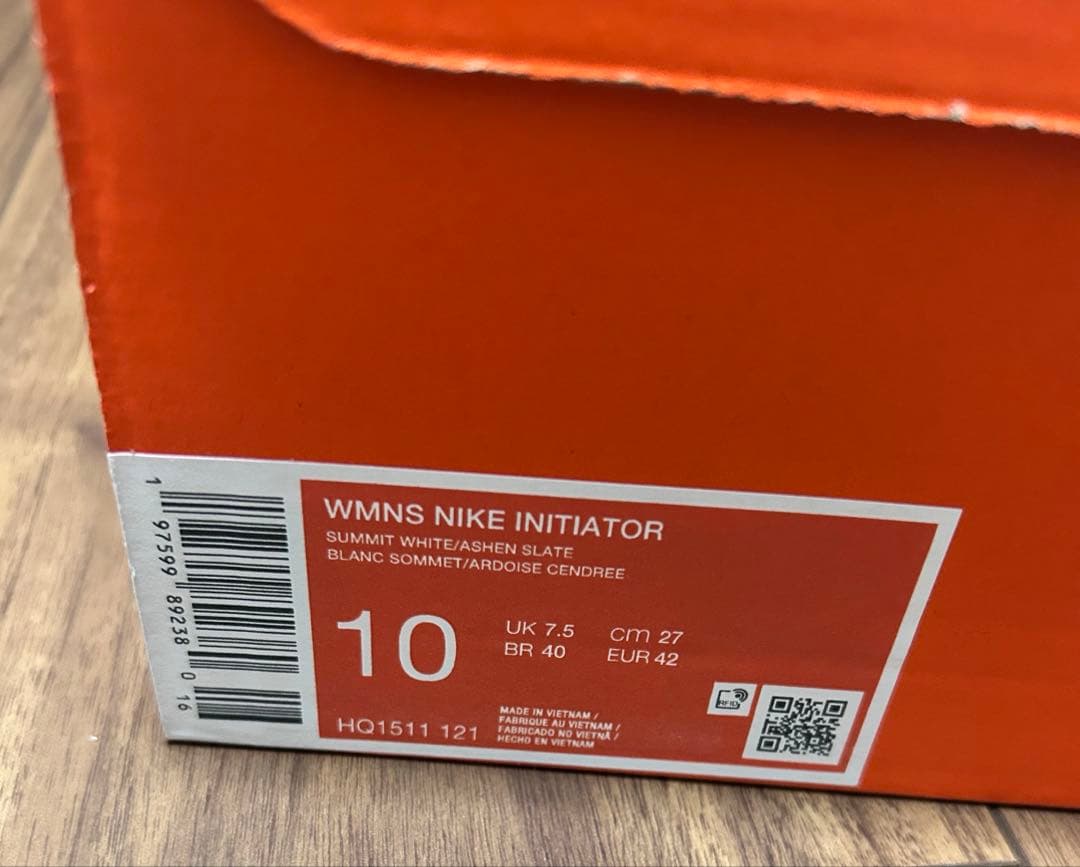 WMNS NIKE INITIATOR
SUMMIT WHITE/ASHEN SLATE
BLANC SOMMET/ARDOISE CENDREE
10
UK 7.5 cm 27
BR 40 EUR 42
HQ1511 121
MADE IN VIETNAM /
FABRIQUE AU VIETNAM /
FABRICADO NO VIETNÃ /
HECHO EN VIETNAM
RFID
1 97599 89238 0 16